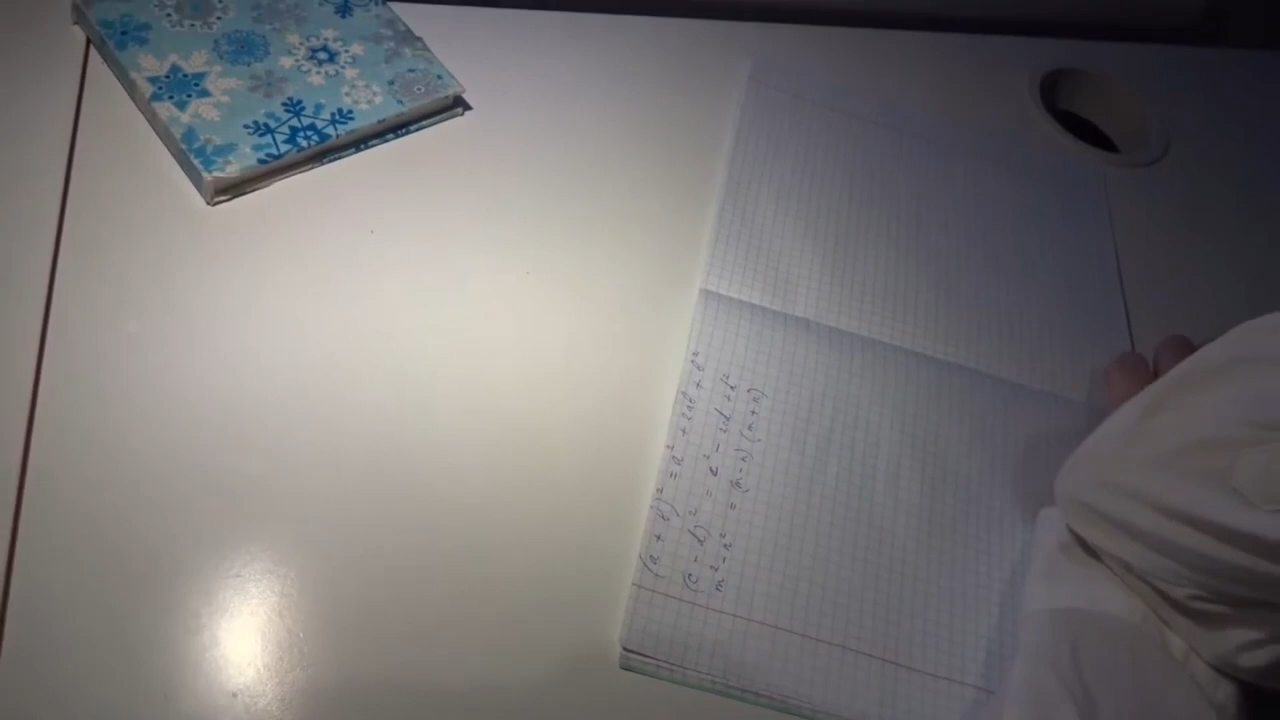 (a + b)² = a² + 2ab + b²
(c - d)² = c² - 2cd + d²
m² - n² = (m - n) (m + n)